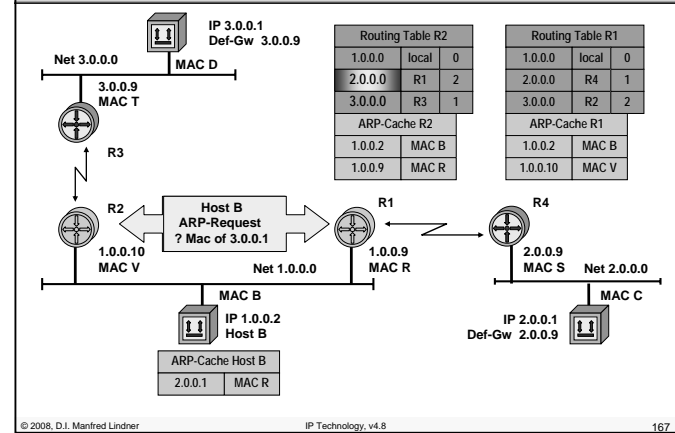 IP 3.0.0.1
Def-Gw 3.0.0.9
Net 3.0.0.0
MAC D
3.0.0.9
MAC T
R3
Routing Table R2
1.0.0.0 local 0
2.0.0.0 R1 2
3.0.0.0 R3 1
ARP-Cache R2
1.0.0.2 MAC B
1.0.0.9 MAC R
Routing Table R1
1.0.0.0 local 0
2.0.0.0 R4 1
3.0.0.0 R2 2
ARP-Cache R1
1.0.0.2 MAC B
1.0.0.10 MAC V
R2
Host B
ARP-Request
? Mac of 3.0.0.1
R1
R4
1.0.0.10
MAC V
Net 1.0.0.0
1.0.0.9
MAC R
2.0.0.9
MAC S
Net 2.0.0.0
MAC B
MAC C
IP 1.0.0.2
Host B
IP 2.0.0.1
Def-Gw 2.0.0.9
ARP-Cache Host B
2.0.0.1 MAC R
© 2008, D.I. Manfred Lindner
IP Technology, v4.8
167